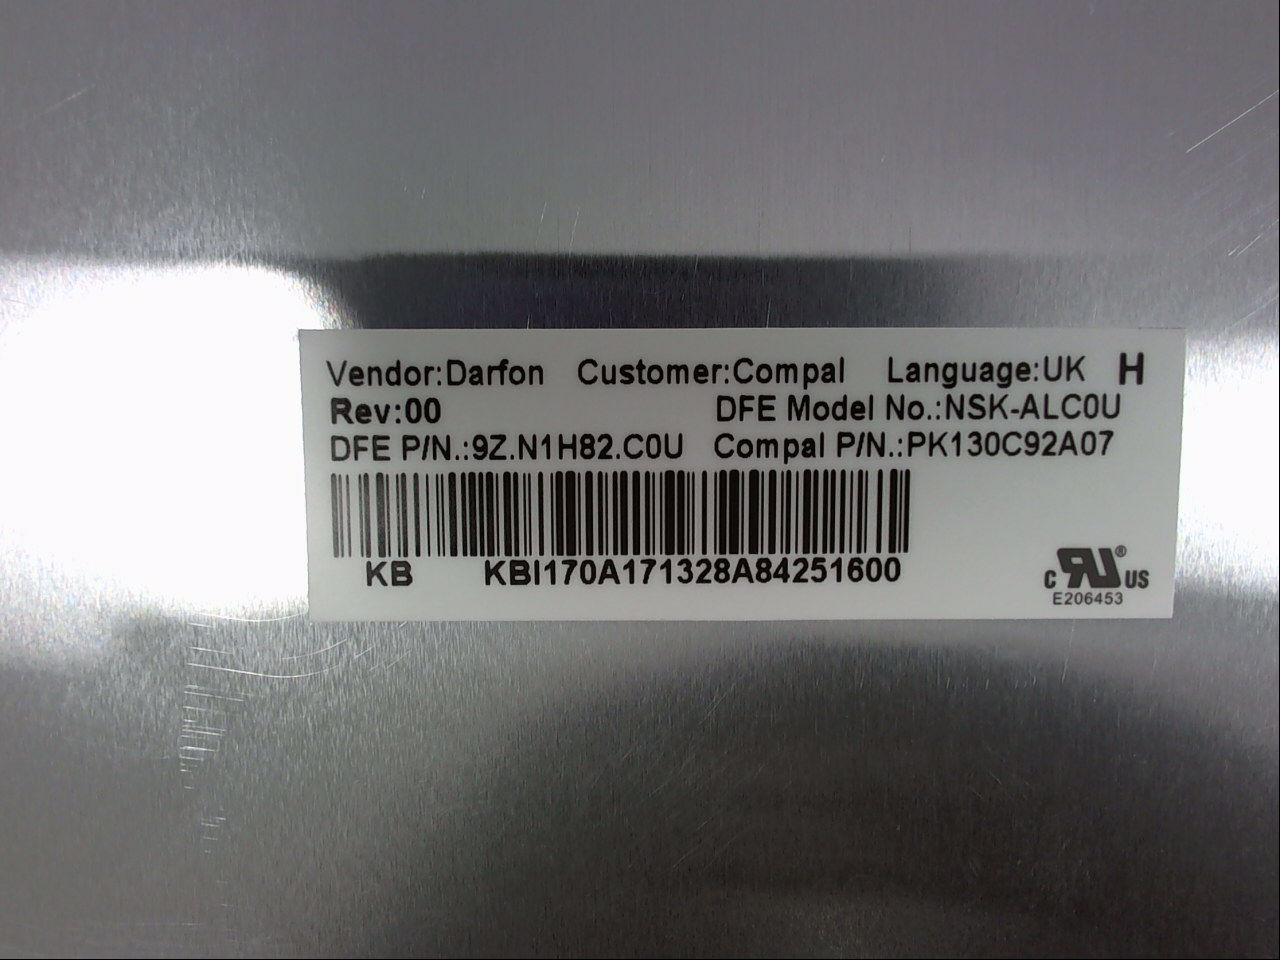 Vendor:Darfon Customer:Compal Language:UK H
Rev:00 DFE Model No.:NSK-ALC0U
DFE P/N.:9Z.N1H82.C0U Compal P/N.:PK130C92A07
KB KBI170A171328A84251600
c RU ® US
E206453